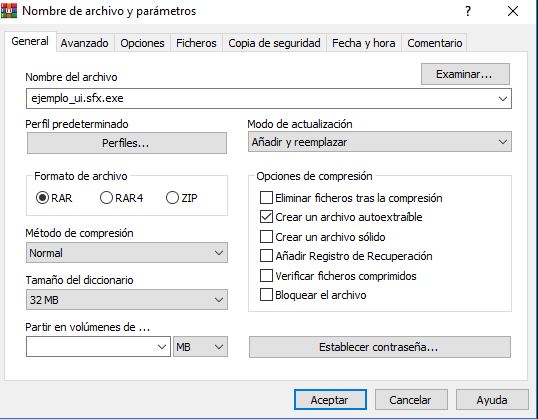 Nombre de archivo y parámetros
General Avanzado Opciones Ficheros Copia de seguridad Fecha y hora Comentario
Nombre del archivo
Examinar...
ejemplo_ui.sfx.exe
Perfil predeterminado
Perfiles...
Modo de actualización
Añadir y reemplazar
Formato de archivo
RAR RAR4 ZIP
Método de compresión
Normal
Tamaño del diccionario
32 MB
Opciones de compresión
Eliminar ficheros tras la compresión
Crear un archivo autoextraíble
Crear un archivo sólido
Añadir Registro de Recuperación
Verificar ficheros comprimidos
Bloquear el archivo
Partir en volúmenes de ...
MB
Establecer contraseña...
Aceptar Cancelar Ayuda